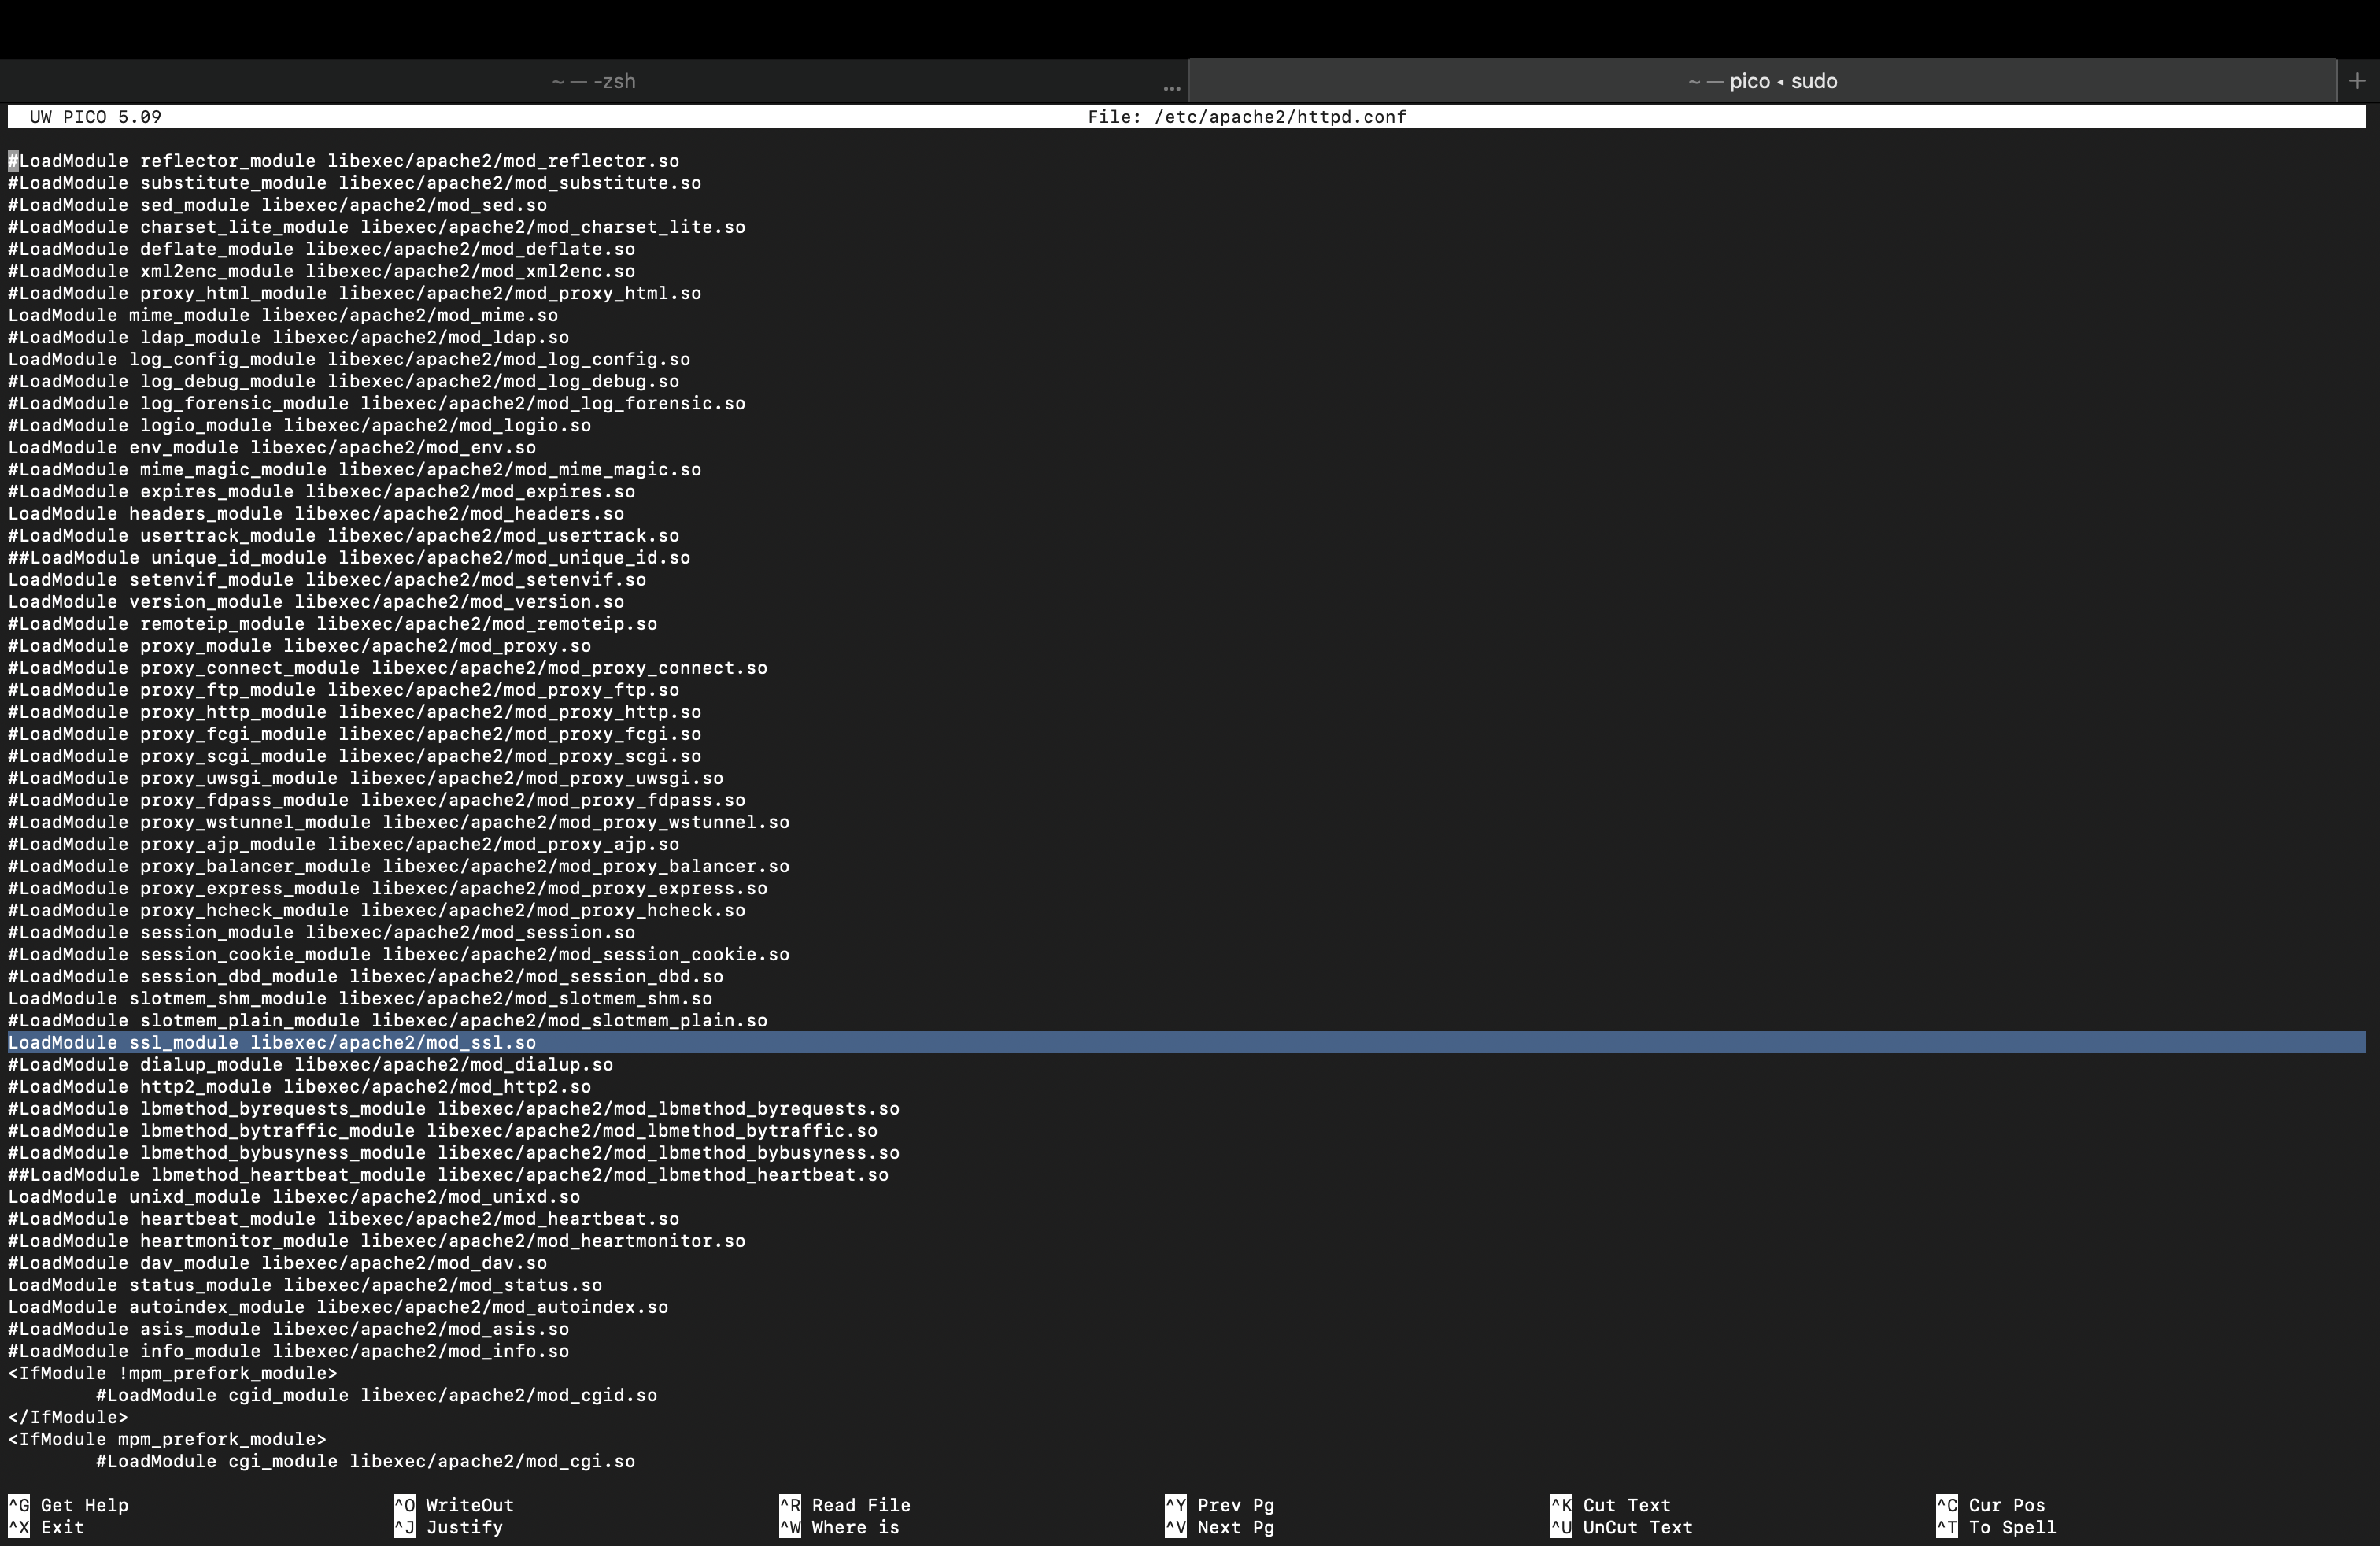 ~ — -zsh
...
~ — pico ◂ sudo
+
UW PICO 5.09 File: /etc/apache2/httpd.conf
#LoadModule reflector_module libexec/apache2/mod_reflector.so
#LoadModule substitute_module libexec/apache2/mod_substitute.so
#LoadModule sed_module libexec/apache2/mod_sed.so
#LoadModule charset_lite_module libexec/apache2/mod_charset_lite.so
#LoadModule deflate_module libexec/apache2/mod_deflate.so
#LoadModule xml2enc_module libexec/apache2/mod_xml2enc.so
#LoadModule proxy_html_module libexec/apache2/mod_proxy_html.so
LoadModule mime_module libexec/apache2/mod_mime.so
#LoadModule ldap_module libexec/apache2/mod_ldap.so
LoadModule log_config_module libexec/apache2/mod_log_config.so
#LoadModule log_debug_module libexec/apache2/mod_log_debug.so
#LoadModule log_forensic_module libexec/apache2/mod_log_forensic.so
#LoadModule logio_module libexec/apache2/mod_logio.so
LoadModule env_module libexec/apache2/mod_env.so
#LoadModule mime_magic_module libexec/apache2/mod_mime_magic.so
#LoadModule expires_module libexec/apache2/mod_expires.so
LoadModule headers_module libexec/apache2/mod_headers.so
#LoadModule usertrack_module libexec/apache2/mod_usertrack.so
##LoadModule unique_id_module libexec/apache2/mod_unique_id.so
LoadModule setenvif_module libexec/apache2/mod_setenvif.so
LoadModule version_module libexec/apache2/mod_version.so
#LoadModule remoteip_module libexec/apache2/mod_remoteip.so
#LoadModule proxy_module libexec/apache2/mod_proxy.so
#LoadModule proxy_connect_module libexec/apache2/mod_proxy_connect.so
#LoadModule proxy_ftp_module libexec/apache2/mod_proxy_ftp.so
#LoadModule proxy_http_module libexec/apache2/mod_proxy_http.so
#LoadModule proxy_fcgi_module libexec/apache2/mod_proxy_fcgi.so
#LoadModule proxy_scgi_module libexec/apache2/mod_proxy_scgi.so
#LoadModule proxy_uwsgi_module libexec/apache2/mod_proxy_uwsgi.so
#LoadModule proxy_fdpass_module libexec/apache2/mod_proxy_fdpass.so
#LoadModule proxy_wstunnel_module libexec/apache2/mod_proxy_wstunnel.so
#LoadModule proxy_ajp_module libexec/apache2/mod_proxy_ajp.so
#LoadModule proxy_balancer_module libexec/apache2/mod_proxy_balancer.so
#LoadModule proxy_express_module libexec/apache2/mod_proxy_express.so
#LoadModule proxy_hcheck_module libexec/apache2/mod_proxy_hcheck.so
#LoadModule session_module libexec/apache2/mod_session.so
#LoadModule session_cookie_module libexec/apache2/mod_session_cookie.so
#LoadModule session_dbd_module libexec/apache2/mod_session_dbd.so
LoadModule slotmem_shm_module libexec/apache2/mod_slotmem_shm.so
#LoadModule slotmem_plain_module libexec/apache2/mod_slotmem_plain.so
LoadModule ssl_module libexec/apache2/mod_ssl.so
#LoadModule dialup_module libexec/apache2/mod_dialup.so
#LoadModule http2_module libexec/apache2/mod_http2.so
#LoadModule lbmethod_byrequests_module libexec/apache2/mod_lbmethod_byrequests.so
#LoadModule lbmethod_bytraffic_module libexec/apache2/mod_lbmethod_bytraffic.so
#LoadModule lbmethod_bybusyness_module libexec/apache2/mod_lbmethod_bybusyness.so
##LoadModule lbmethod_heartbeat_module libexec/apache2/mod_lbmethod_heartbeat.so
LoadModule unixd_module libexec/apache2/mod_unixd.so
#LoadModule heartbeat_module libexec/apache2/mod_heartbeat.so
#LoadModule heartmonitor_module libexec/apache2/mod_heartmonitor.so
#LoadModule dav_module libexec/apache2/mod_dav.so
LoadModule status_module libexec/apache2/mod_status.so
LoadModule autoindex_module libexec/apache2/mod_autoindex.so
#LoadModule asis_module libexec/apache2/mod_asis.so
#LoadModule info_module libexec/apache2/mod_info.so
<IfModule !mpm_prefork_module>
        #LoadModule cgid_module libexec/apache2/mod_cgid.so
</IfModule>
<IfModule mpm_prefork_module>
        #LoadModule cgi_module libexec/apache2/mod_cgi.so
^G Get Help ^O WriteOut ^R Read File ^Y Prev Pg ^K Cut Text ^C Cur Pos
^X Exit ^J Justify ^W Where is ^V Next Pg ^U UnCut Text ^T To Spell